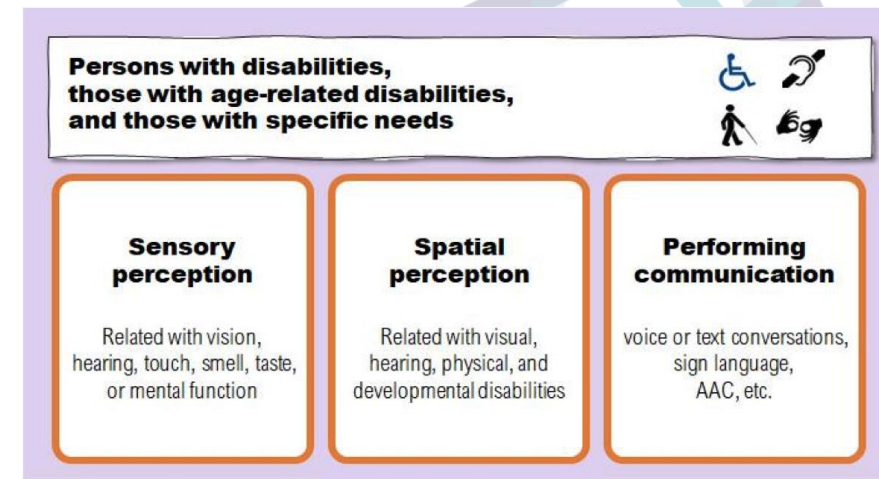 Persons with disabilities,
those with age-related disabilities,
and those with specific needs
Sensory
perception
Related with vision,
hearing, touch, smell, taste,
or mental function
Spatial
perception
Related with visual,
hearing, physical, and
developmental disabilities
Performing
communication
voice or text conversations,
sign language,
AAC, etc.